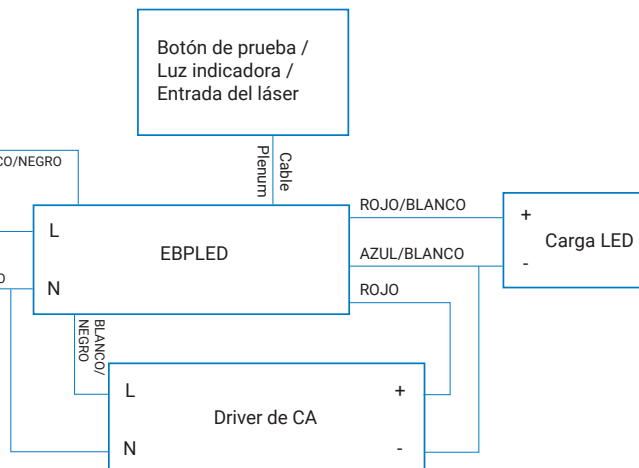 Botón de prueba /
Luz indicadora /
Entrada del láser
Cable
Plenum
CO/NEGRO
ROJO/BLANCO
L
EBPLED
+
Carga LED
AZUL/BLANCO
-
O
N
ROJO
BLANCO/
NEGRO
L
+
Driver de CA
N
-